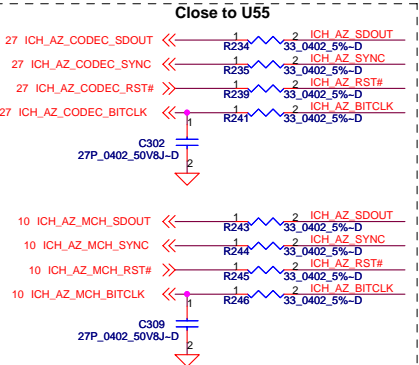 Close to U55
27 ICH_AZ_CODEC_SDOUT 1 2 ICH_AZ_SDOUT
R234 33_0402_5%~D
27 ICH_AZ_CODEC_SYNC 1 2 ICH_AZ_SYNC
R235 33_0402_5%~D
27 ICH_AZ_CODEC_RST# 1 2 ICH_AZ_RST#
R239 33_0402_5%~D
27 ICH_AZ_CODEC_BITCLK 1 2 ICH_AZ_BITCLK
R241 33_0402_5%~D
1
C302
27P_0402_50V8J~D
2
10 ICH_AZ_MCH_SDOUT 1 2 ICH_AZ_SDOUT
R243 33_0402_5%~D
10 ICH_AZ_MCH_SYNC 1 2 ICH_AZ_SYNC
R244 33_0402_5%~D
10 ICH_AZ_MCH_RST# 1 2 ICH_AZ_RST#
R245 33_0402_5%~D
10 ICH_AZ_MCH_BITCLK 1 2 ICH_AZ_BITCLK
R246 33_0402_5%~D
1
C309
27P_0402_50V8J~D
2